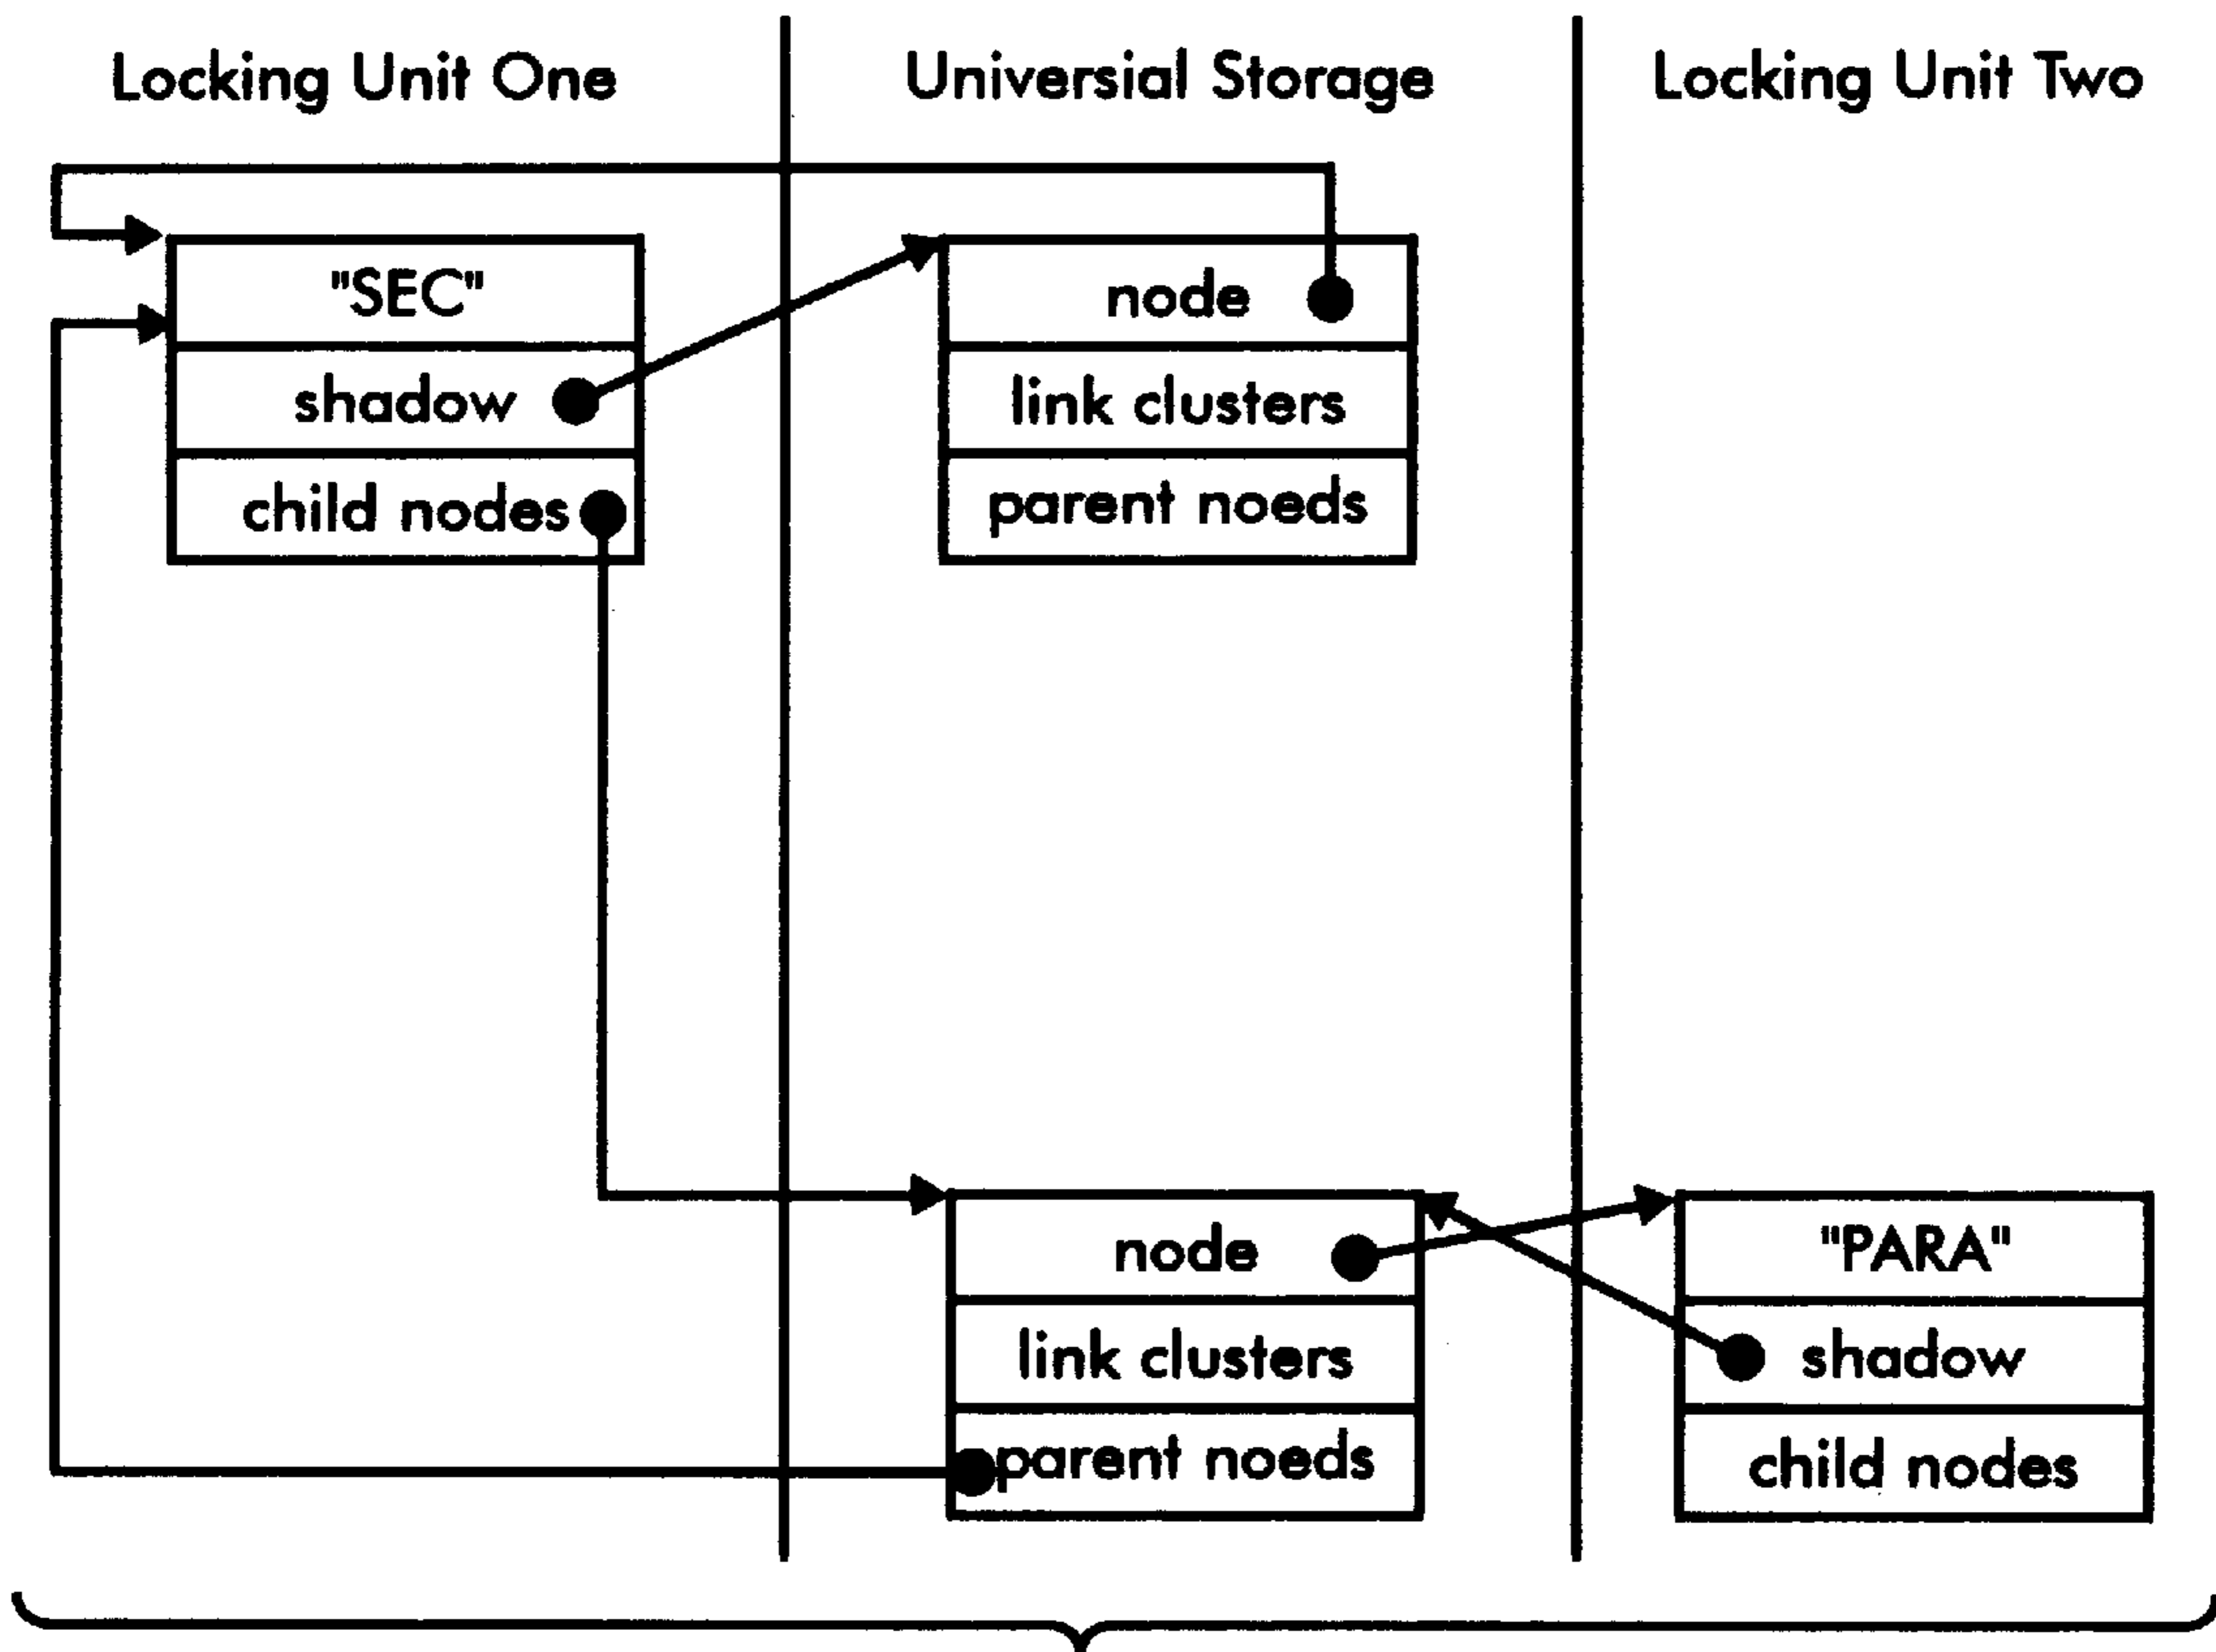 Locking Unit One
Universial Storage
Locking Unit Two
"SEC"
shadow
child nodes
node
link clusters
parent noeds
node
link clusters
parent noeds
"PARA"
shadow
child nodes